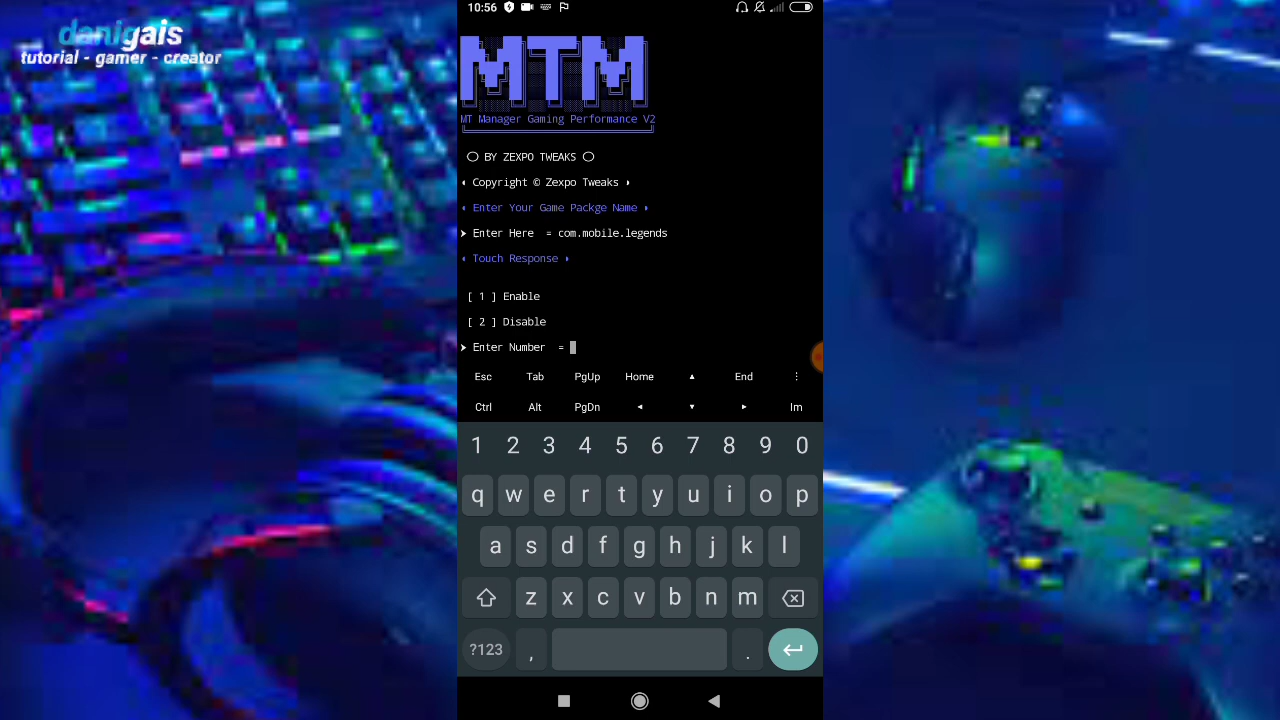 danigais
tutorial - gamer - creator
10:56
MTM
MT Manager Gaming Performance V2
BY ZEXPO TWEAKS
Copyright © Zexpo Tweaks
Enter Your Game Packge Name
Enter Here = com.mobile.legends
Touch Response
[ 1 ] Enable
[ 2 ] Disable
Enter Number =
Esc Tab PgUp Home ▲ End ⋮
Ctrl Alt PgDn ◄ ▼ ► Im
1 2 3 4 5 6 7 8 9 0
q w e r t y u i o p
a s d f g h j k l
z x c v b n m
?123 , .